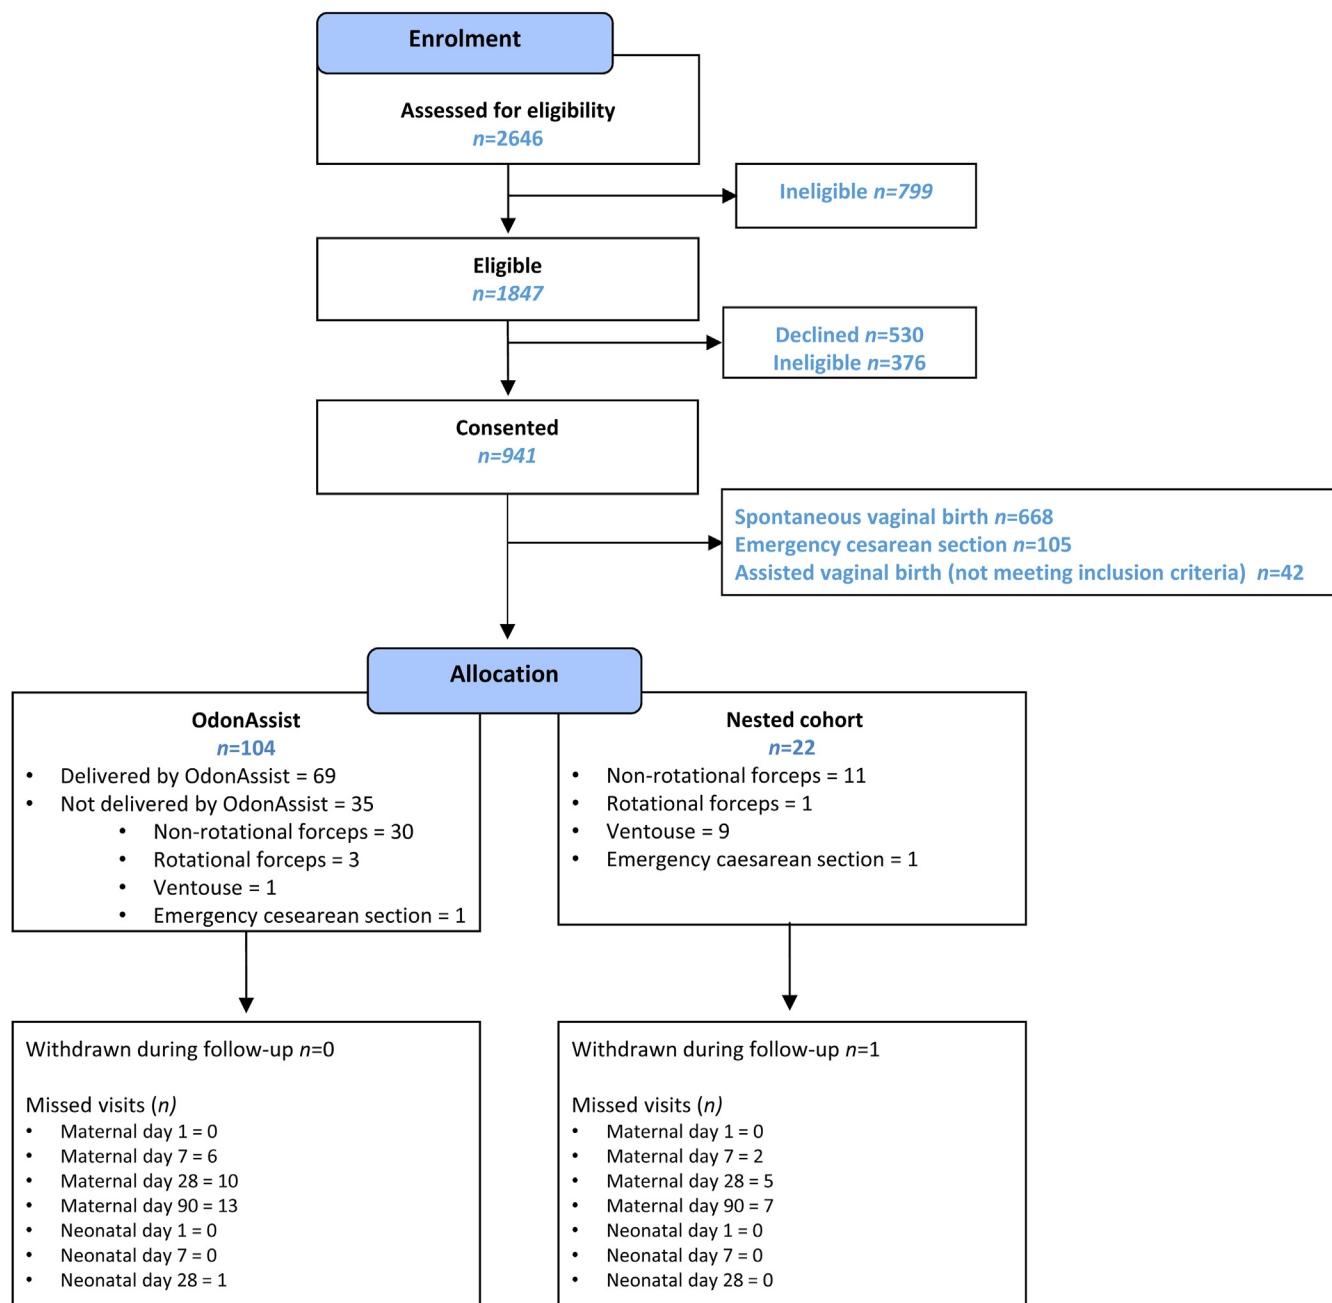 Enrolment
Assessed for eligibility
n=2646
Ineligible n=799
Eligible
n=1847
Declined n=530
Ineligible n=376
Consented
n=941
Spontaneous vaginal birth n=668
Emergency cesarean section n=105
Assisted vaginal birth (not meeting inclusion criteria) n=42
Allocation
OdonAssist
n=104
• Delivered by OdonAssist = 69
• Not delivered by OdonAssist = 35
• Non-rotational forceps = 30
• Rotational forceps = 3
• Ventouse = 1
• Emergency cesearean section = 1
Nested cohort
n=22
• Non-rotational forceps = 11
• Rotational forceps = 1
• Ventouse = 9
• Emergency caesarean section = 1
Withdrawn during follow-up n=0
Missed visits (n)
• Maternal day 1 = 0
• Maternal day 7 = 6
• Maternal day 28 = 10
• Maternal day 90 = 13
• Neonatal day 1 = 0
• Neonatal day 7 = 0
• Neonatal day 28 = 1
Withdrawn during follow-up n=1
Missed visits (n)
• Maternal day 1 = 0
• Maternal day 7 = 2
• Maternal day 28 = 5
• Maternal day 90 = 7
• Neonatal day 1 = 0
• Neonatal day 7 = 0
• Neonatal day 28 = 0